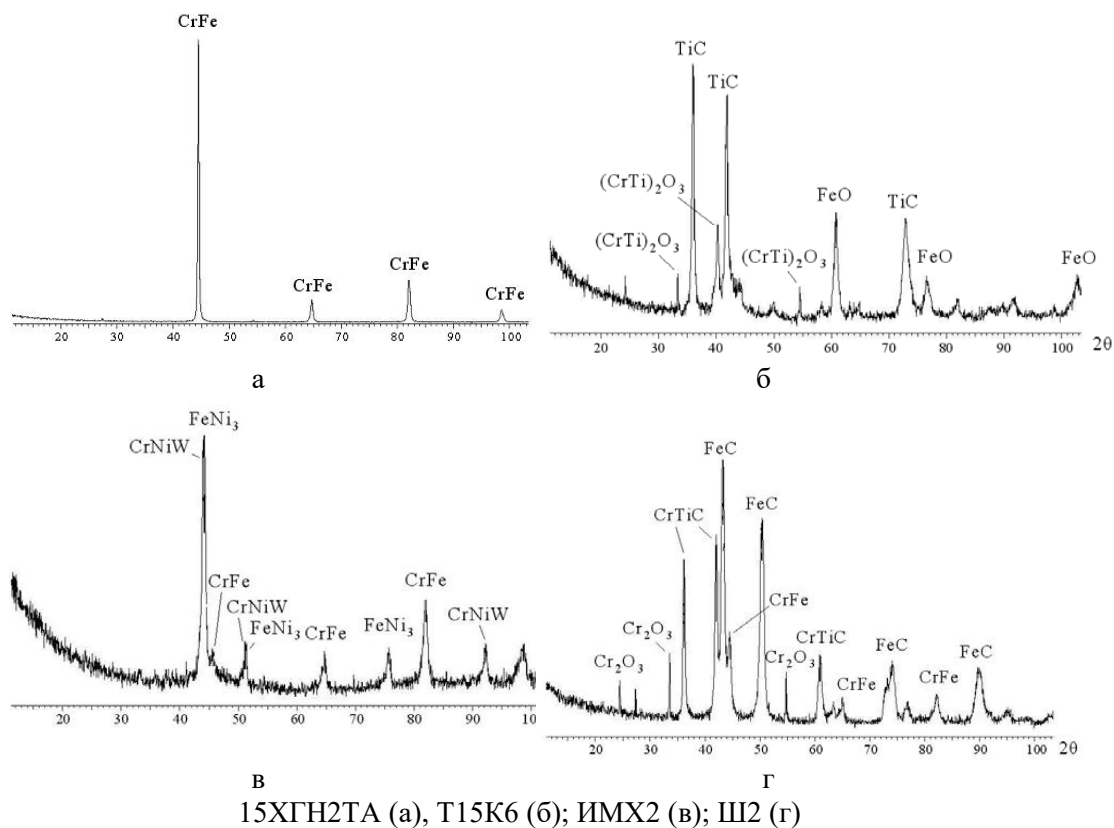 CrFe
CrFe
CrFe
CrFe
20 30 40 50 60 70 80 90 100
а
TiC
TiC
(CrTi)₂O₃
FeO
TiC
(CrTi)₂O₃
(CrTi)₂O₃
FeO
FeO
20 30 40 50 60 70 80 90 100 2θ
б
FeNi₃
CrNiW
CrFe
CrFe
CrNiW
FeNi₃
CrFe
FeNi₃
CrNiW
20 30 40 50 60 70 80 90 100
в
FeC
FeC
CrTiC
CrFe
Cr₂O₃
Cr₂O₃
Cr₂O₃
CrTiC
CrFe
FeC
CrFe
FeC
20 30 40 50 60 70 80 90 100 2θ
г
15ХГН2ТА (а), Т15К6 (б); ИМХ2 (в); Ш2 (г)